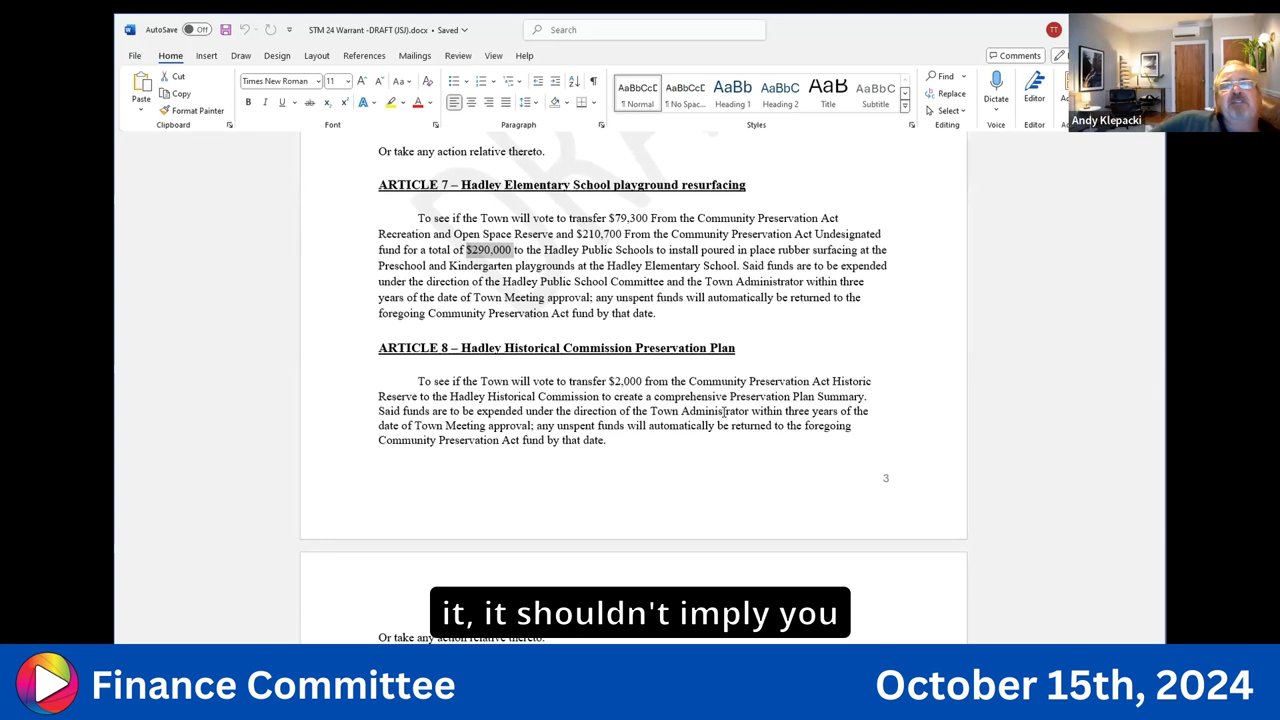 AutoSave Off
STM 24 Warrant -DRAFT (JSJ).docx • Saved
Search
TT
File Home Insert Draw Design Layout References Mailings Review View Help
Comments
Paste
Cut
Copy
Format Painter
Clipboard
Times New Roman 11
Font
Paragraph
AaBbCcD
¶ Normal
AaBbCcD
¶ No Spac...
AaBb
Heading 1
AaBbC
Heading 2
AaB
Title
AaBbC
Subtitle
Styles
Find
Replace
Select
Editing
Dictate
Voice
Editor
Editor
Andy Klepacki
Or take any action relative thereto.
ARTICLE 7 – Hadley Elementary School playground resurfacing
To see if the Town will vote to transfer $79,300 From the Community Preservation Act
Recreation and Open Space Reserve and $210,700 From the Community Preservation Act Undesignated
fund for a total of $290,000 to the Hadley Public Schools to install poured in place rubber surfacing at the
Preschool and Kindergarten playgrounds at the Hadley Elementary School. Said funds are to be expended
under the direction of the Hadley Public School Committee and the Town Administrator within three
years of the date of Town Meeting approval; any unspent funds will automatically be returned to the
foregoing Community Preservation Act fund by that date.
ARTICLE 8 – Hadley Historical Commission Preservation Plan
To see if the Town will vote to transfer $2,000 from the Community Preservation Act Historic
Reserve to the Hadley Historical Commission to create a comprehensive Preservation Plan Summary.
Said funds are to be expended under the direction of the Town Administrator within three years of the
date of Town Meeting approval; any unspent funds will automatically be returned to the foregoing
Community Preservation Act fund by that date.
3
Or take any action relative thereto.
it, it shouldn't imply you
Finance Committee
October 15th, 2024